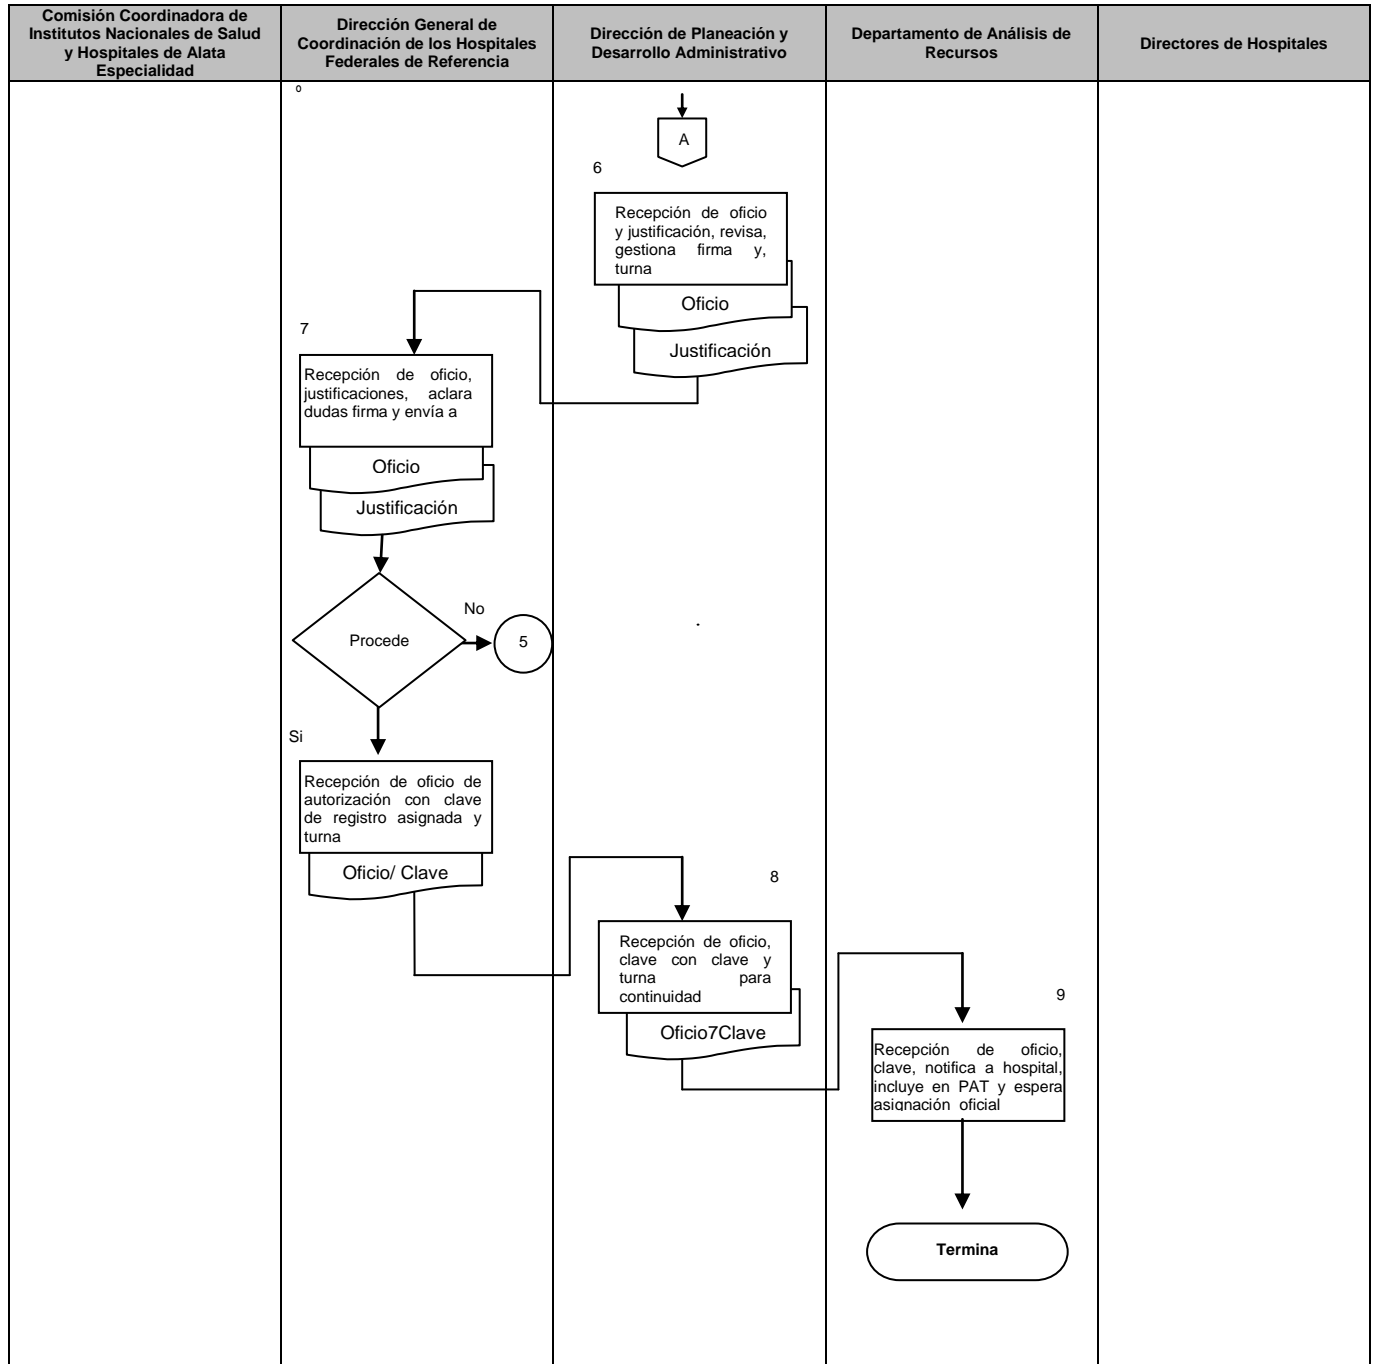 Comisión Coordinadora de
Institutos Nacionales de Salud
y Hospitales de Alata
Especialidad
Dirección General de
Coordinación de los Hospitales
Federales de Referencia
Dirección de Planeación y
Desarrollo Administrativo
Departamento de Análisis de
Recursos
Directores de Hospitales
º
A
6
Recepción de oficio
y justificación, revisa,
gestiona firma y,
turna
Oficio
Justificación
7
Recepción de oficio,
justificaciones, aclara
dudas firma y envía a
Oficio
Justificación
Procede
No
5
.
Si
Recepción de oficio de
autorización con clave
de registro asignada y
turna
Oficio/ Clave
8
Recepción de oficio,
clave con clave y
turna para
continuidad
Oficio7Clave
9
Recepción de oficio,
clave, notifica a hospital,
incluye en PAT y espera
asignación oficial
Termina